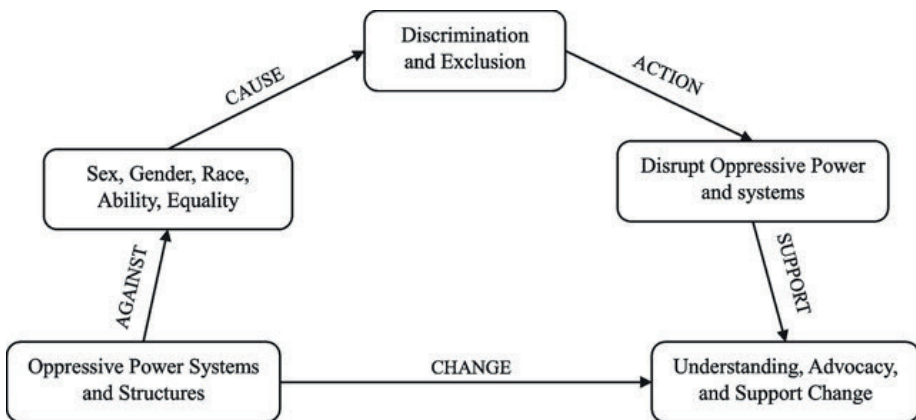 Discrimination
and Exclusion
CAUSE
ACTION
Sex, Gender, Race,
Ability, Equality
Disrupt Oppressive Power
and systems
AGAINST
SUPPORT
Oppressive Power Systems
and Structures
CHANGE
Understanding, Advocacy,
and Support Change